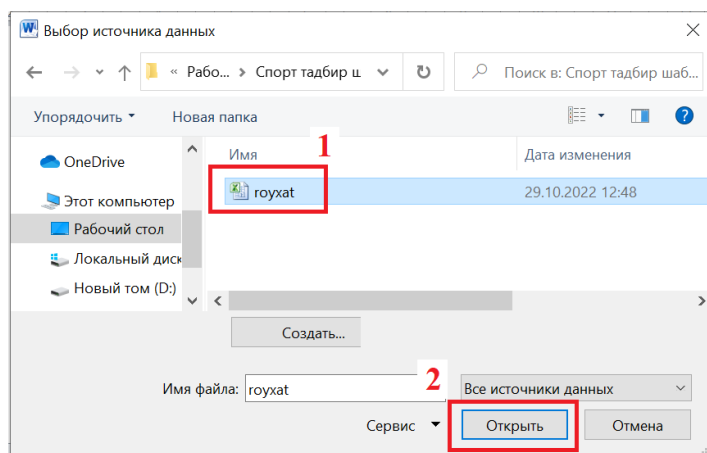 Выбор источника данных
« Рабо... > Спорт тадбир ш
Поиск в: Спорт тадбир шаб...
Упорядочить Новая папка
OneDrive
Этот компьютер
Рабочий стол
Локальный диск
Новый том (D:)
Имя 1 Дата изменения
royxat 29.10.2022 12:48
Создать...
Имя файла: royxat 2 Все источники данных
Сервис Открыть Отмена